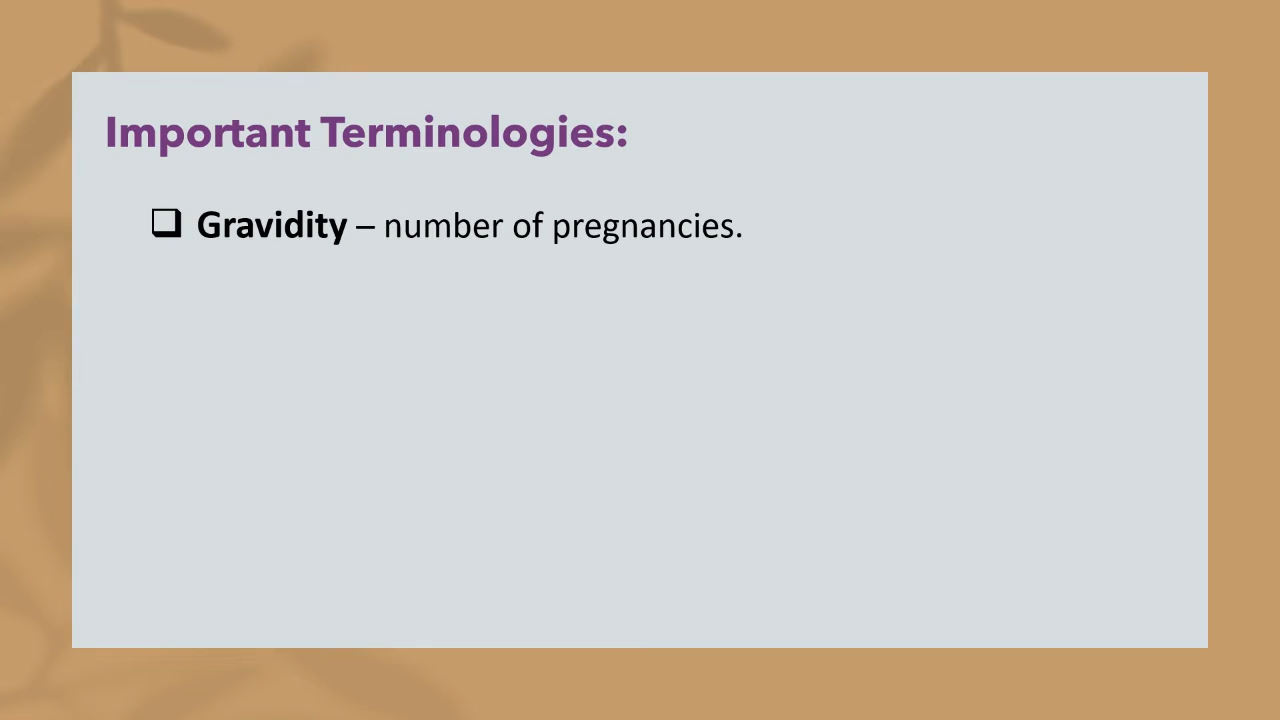 Important Terminologies:
❑ Gravidity – number of pregnancies.